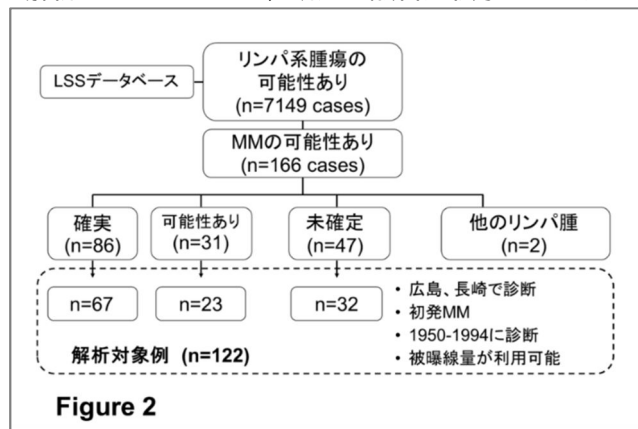 リンパ系腫瘍の
可能性あり
(n=7149 cases)
LSSデータベース
MMの可能性あり
(n=166 cases)
確実
(n=86)
可能性あり
(n=31)
未確定
(n=47)
他のリンパ腫
(n=2)
n=67
n=23
n=32
• 広島、長崎で診断
• 初発MM
• 1950-1994に診断
• 被曝線量が利用可能
解析対象例 (n=122)
Figure 2